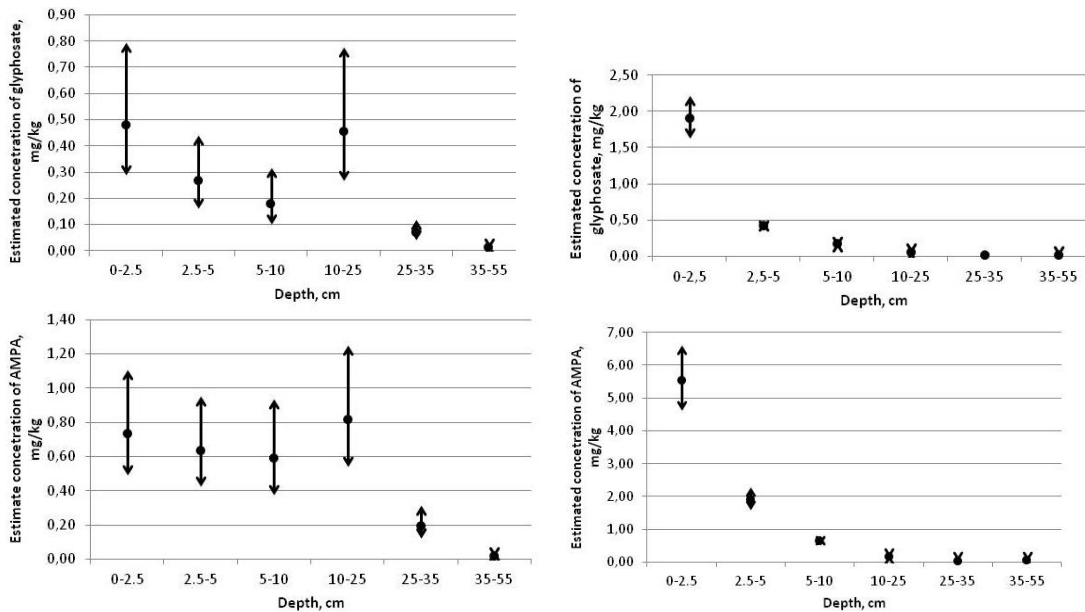 Estimated concetration of glyphosate,
mg/kg
0,90
0,80
0,70
0,60
0,50
0,40
0,30
0,20
0,10
0,00
0-2.5 2.5-5 5-10 10-25 25-35 35-55
Depth, cm
Estimated concetration of
glyphosate, mg/kg
2,50
2,00
1,50
1,00
0,50
0,00
0-2,5 2,5-5 5-10 10-25 25-35 35-55
Depth, cm
Estimate concetration of AMPA,
mg/kg
1,40
1,20
1,00
0,80
0,60
0,40
0,20
0,00
0-2.5 2.5-5 5-10 10-25 25-35 35-55
Depth, cm
Estimated concetration of AMPA,
mg/kg
7,00
6,00
5,00
4,00
3,00
2,00
1,00
0,00
0-2.5 2.5-5 5-10 10-25 25-35 35-55
Depth, cm